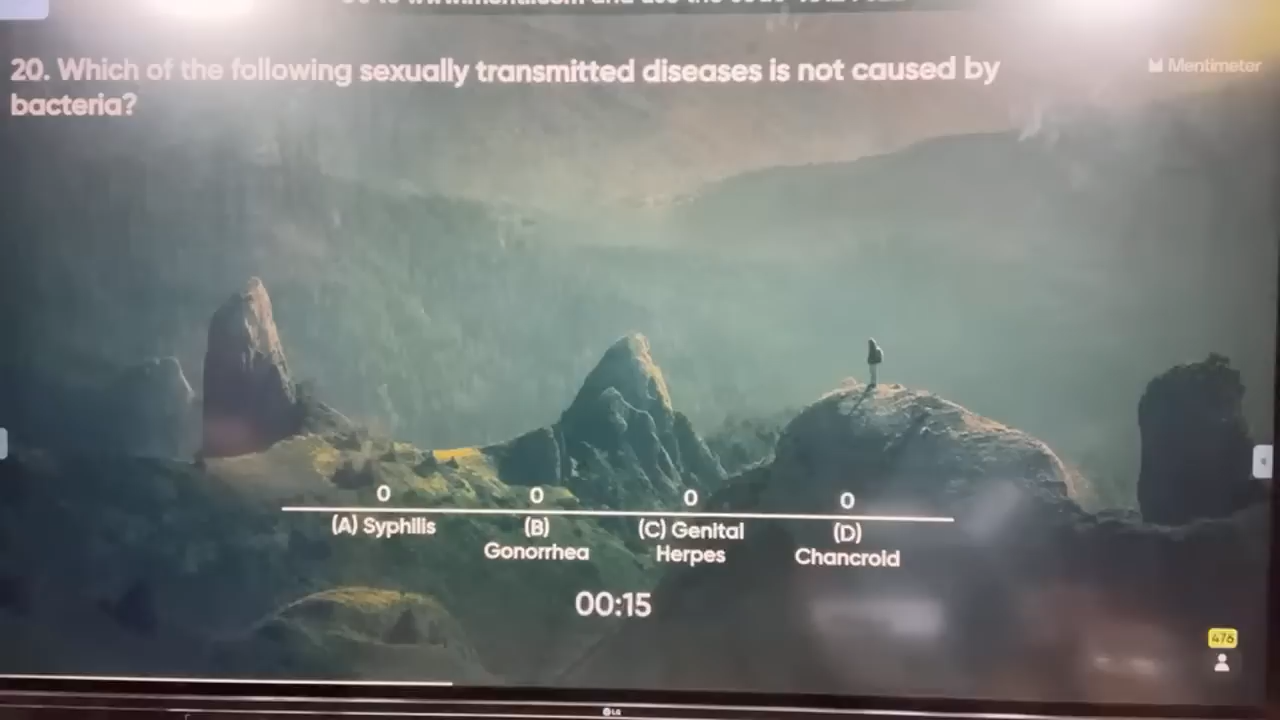 20. Which of the following sexually transmitted diseases is not caused by
bacteria?
Mentimeter
0
0
0
0
(A) Syphilis
(B)
Gonorrhea
(C) Genital
Herpes
(D)
Chancroid
00:15
476
LG